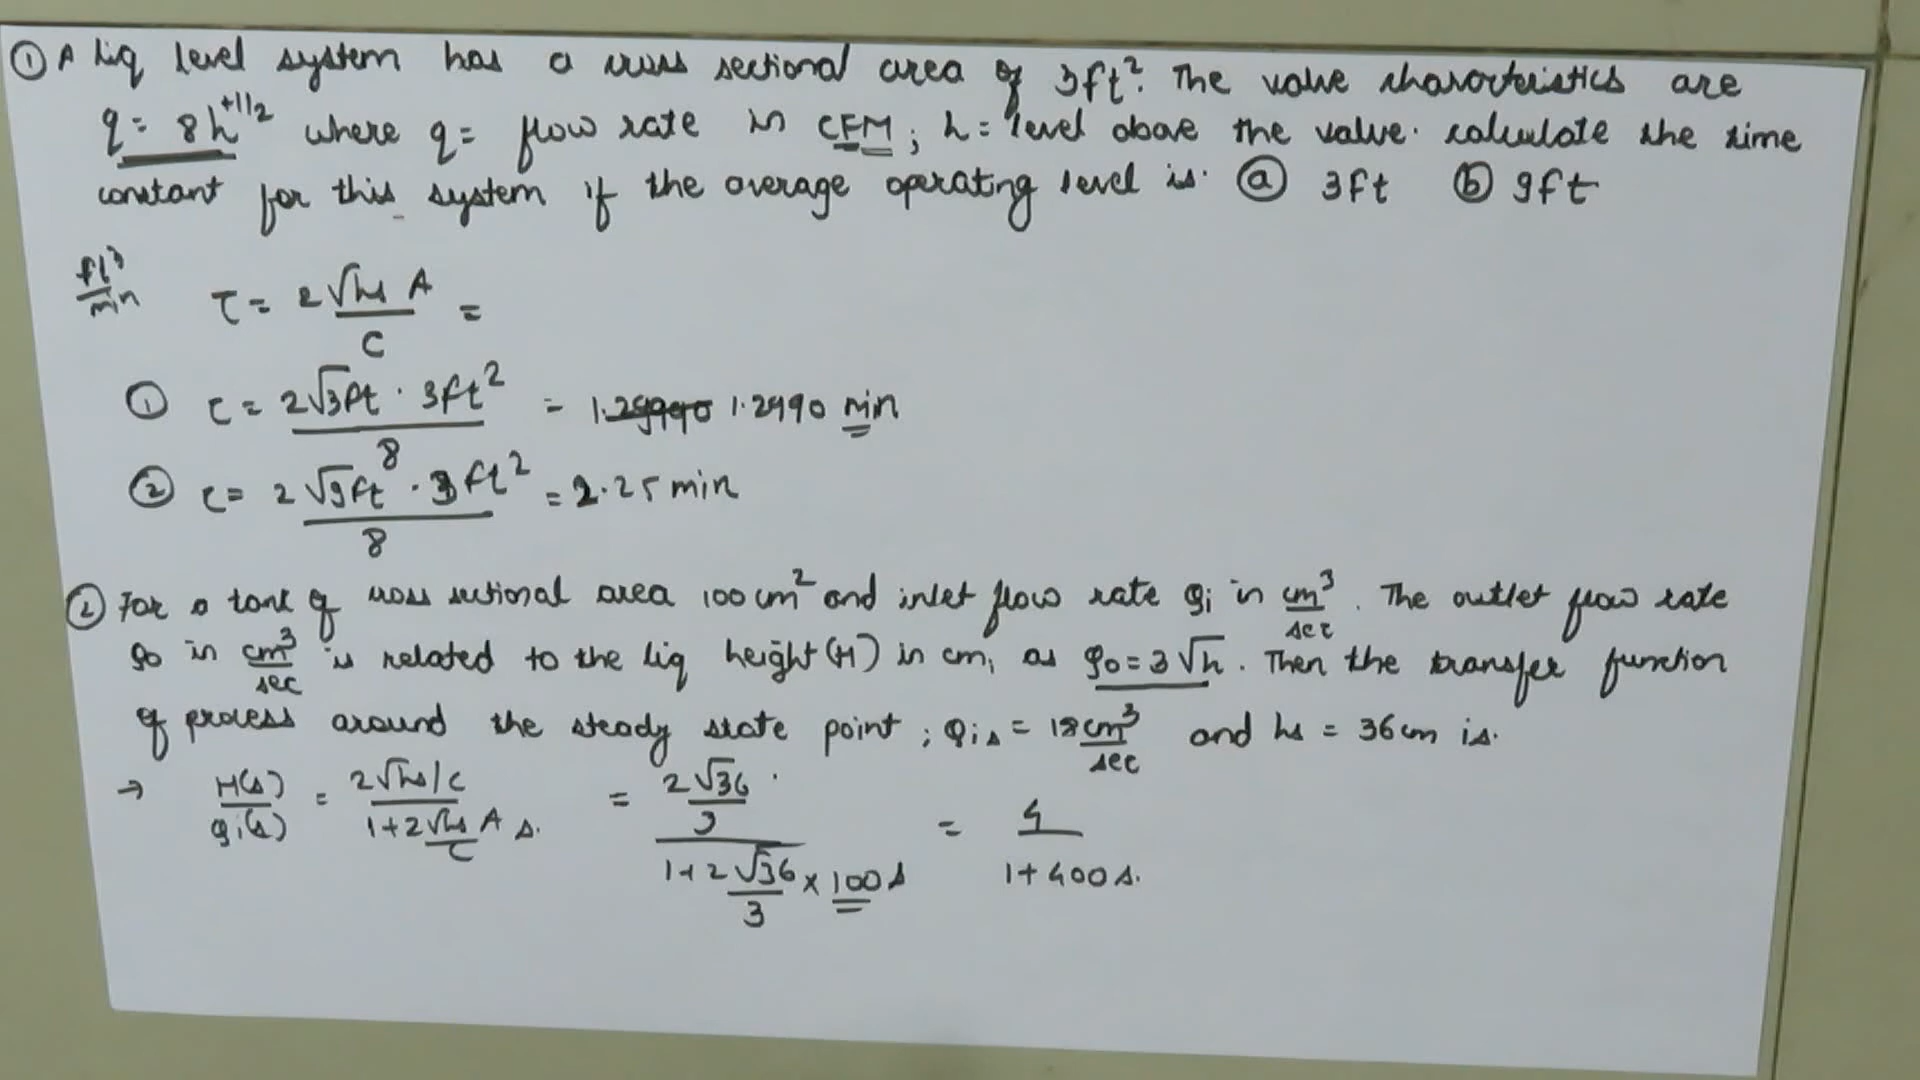 ① A liq level system has a cross sectional area of 3ft². The valve characteristics are
q = 8h^{+1/2} where q = flow rate in CFM ; h = level above the valve. calculate the time
constant for this system if the average operating level is. ⓐ 3ft ⓑ 9ft
ft³/min τ = 2√hs A / C =
① τ = 2√3ft · 3ft² / 8 = 1.2990 min
② τ = 2√9ft · 3ft² / 8 = 2.25 min
② For a tank of cross sectional area 100 cm² and inlet flow rate qi in cm³/sec. The outlet flow rate
qo in cm³/sec is related to the liq height (H) in cm, as qo = 3√h. Then the transfer function
of process around the steady state point ; qis = 18 cm³/sec and hs = 36 cm is.
→ H(s)/qi(s) = (2√hs/C) / (1+2√hs/C A s.) = (2√36/3) / (1+2√36/3 × 100s) = 4 / (1+400s.)